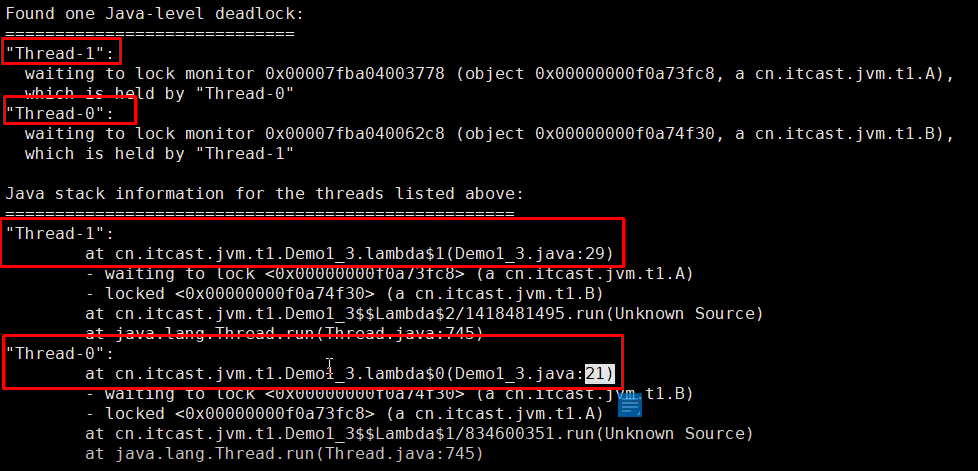 Found one Java-level deadlock:
=============================
"Thread-1":
  waiting to lock monitor 0x00007fba04003778 (object 0x00000000f0a73fc8, a cn.itcast.jvm.t1.A),
  which is held by "Thread-0"
"Thread-0":
  waiting to lock monitor 0x00007fba040062c8 (object 0x00000000f0a74f30, a cn.itcast.jvm.t1.B),
  which is held by "Thread-1"

Java stack information for the threads listed above:
===================================================
"Thread-1":
        at cn.itcast.jvm.t1.Demo1_3.lambda$1(Demo1_3.java:29)
        - waiting to lock <0x00000000f0a73fc8> (a cn.itcast.jvm.t1.A)
        - locked <0x00000000f0a74f30> (a cn.itcast.jvm.t1.B)
        at cn.itcast.jvm.t1.Demo1_3$$Lambda$2/1418481495.run(Unknown Source)
        at java.lang.Thread.run(Thread.java:745)
"Thread-0":
        at cn.itcast.jvm.t1.Demo1_3.lambda$0(Demo1_3.java:21)
        - waiting to lock <0x00000000f0a74f30> (a cn.itcast.jvm.t1.B)
        - locked <0x00000000f0a73fc8> (a cn.itcast.jvm.t1.A)
        at cn.itcast.jvm.t1.Demo1_3$$Lambda$1/834600351.run(Unknown Source)
        at java.lang.Thread.run(Thread.java:745)